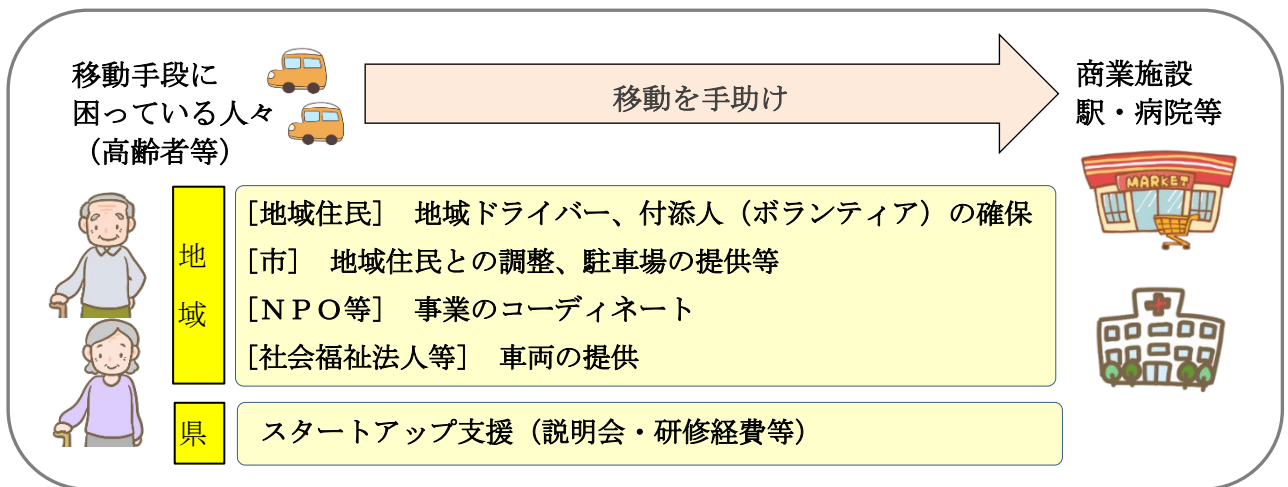 移動手段に
困っている人々
（高齢者等）
移動を手助け
商業施設
駅・病院等
MARKET
地域
［地域住民］　地域ドライバー、付添人（ボランティア）の確保
［市］　地域住民との調整、駐車場の提供等
［ＮＰＯ等］　事業のコーディネート
［社会福祉法人等］　車両の提供
県
スタートアップ支援（説明会・研修経費等）